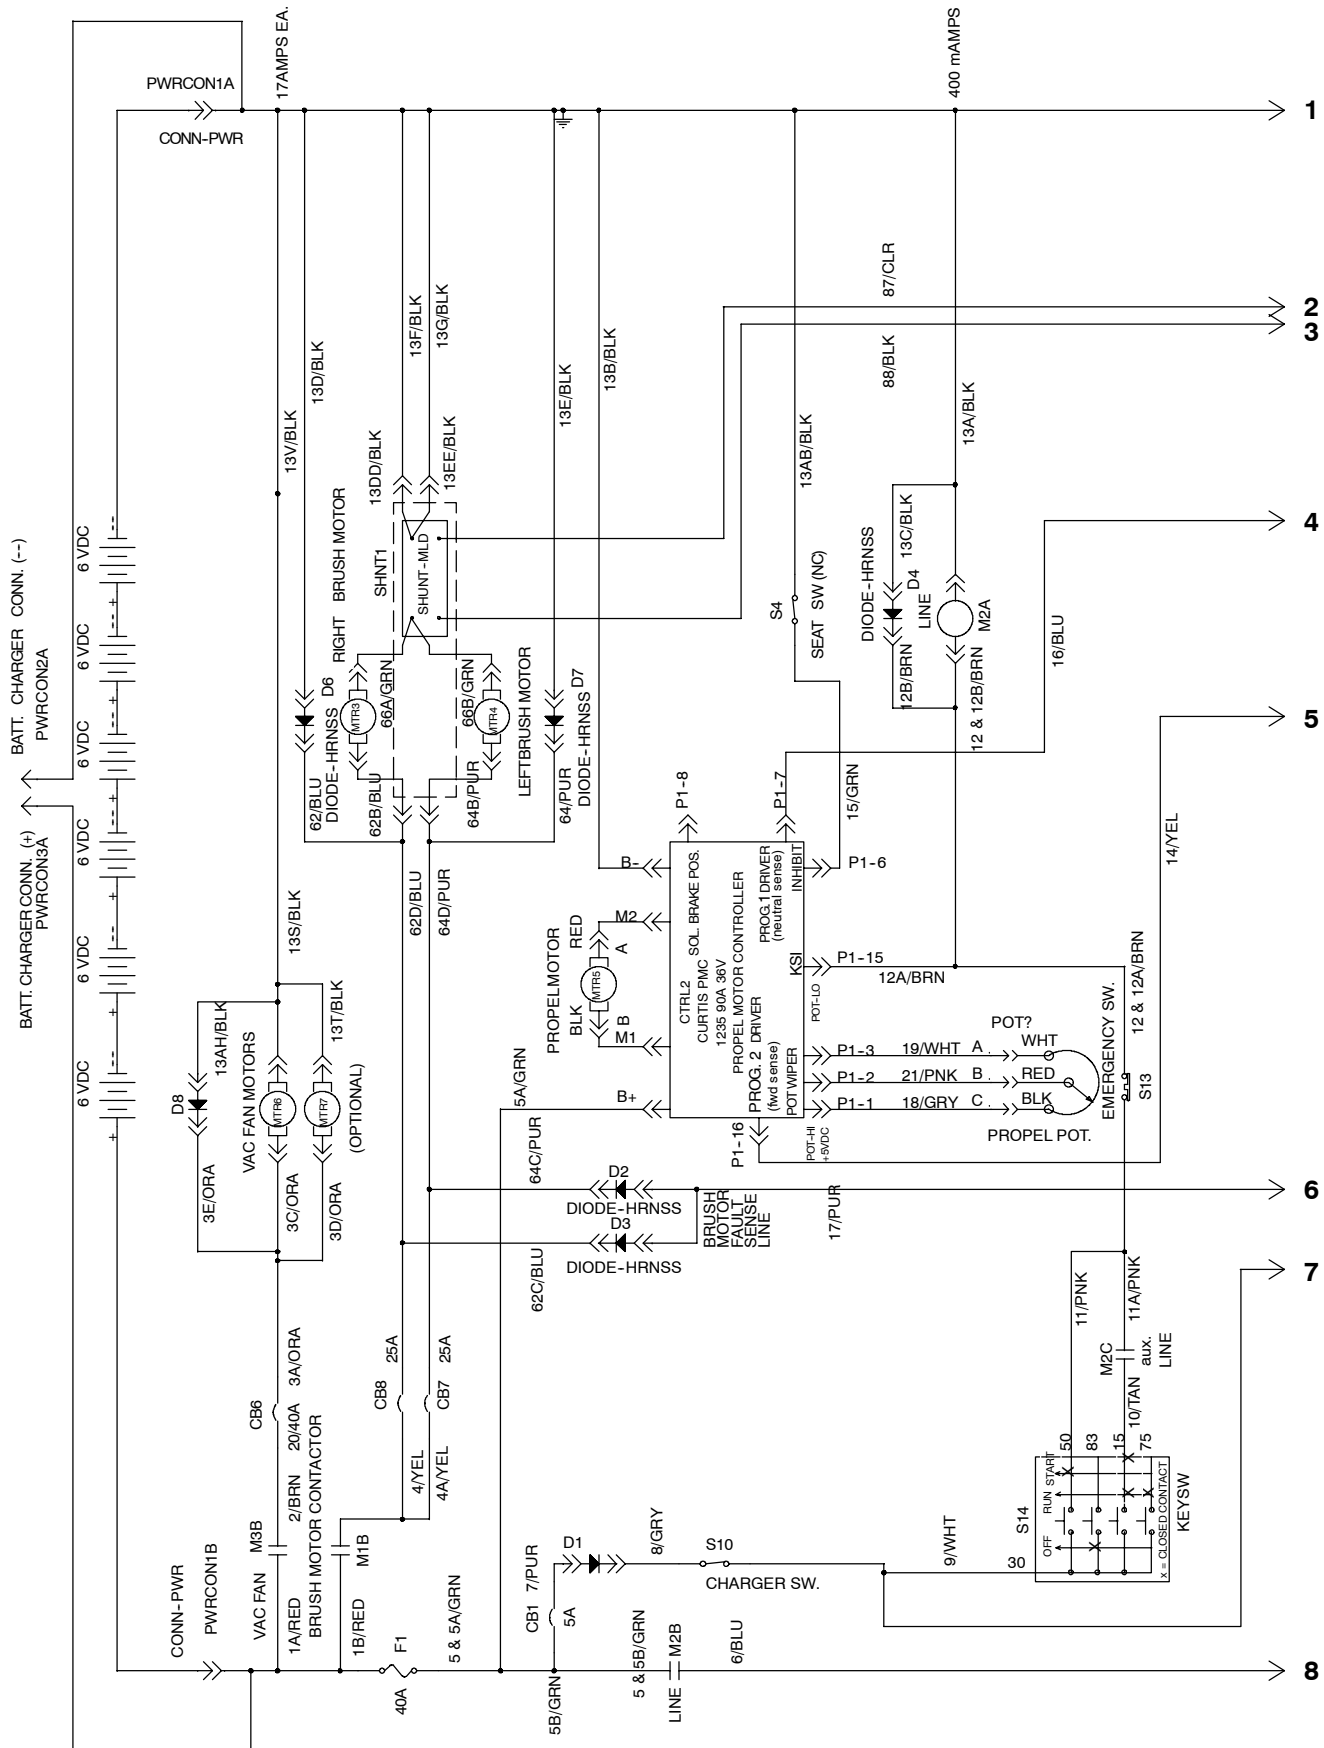 17AMPS EA.
400 mAMPS
PWRCON1A
CONN-PWR
1
87/CLR
2
3
88/BLK
13D/BLK
13F/BLK
13G/BLK
13E/BLK
13B/BLK
13V/BLK
13DD/BLK
13EE/BLK
13AB/BLK
13A/BLK
BATT. CHARGER CONN. (--)
PWRCON2A
BATT. CHARGER CONN. (+)
PWRCON3A
6 VDC
6 VDC
6 VDC
6 VDC
6 VDC
6 VDC
+ --
+ --
+ --
+ --
+ --
+ --
RIGHT BRUSH MOTOR
SHNT1
SHUNT-MLD
D6
DIODE-HRNSS
62/BLU
MTR3
66A/GRN
62B/BLU
66B/GRN
MTR4
64B/PUR
LEFTBRUSH MOTOR
D7
DIODE-HRNSS
64/PUR
62D/BLU
64D/PUR
S4
SEAT SW (NC)
15/GRN
DIODE-HRNSS
D4
13C/BLK
LINE
M2A
12B/BRN
12 & 12B/BRN
4
16/BLU
5
14/YEL
13S/BLK
13AH/BLK
13T/BLK
D8
VAC FAN MOTORS
MTR6
MTR7
(OPTIONAL)
3E/ORA
3C/ORA
3D/ORA
PROPELMOTOR
BLK
RED
A
B
MTR5
B-
M2
M1
B+
5A/GRN
P1-8
P1-7
P1-6
P1-15
P1-3
P1-2
P1-1
P1-16
CTRL2
CURTIS PMC
1235 90A 36V
PROPEL MOTOR CONTROLLER
SOL. BRAKE POS.
PROG.1 DRIVER
(neutral sense)
INHIBIT
KSI
PROG. 2 DRIVER
(fwd sense)
POT WIPER
POT-LO
POT-HI
+5VDC
12A/BRN
19/WHT A .
21/PNK B .
18/GRY C .
POT?
WHT
RED
BLK
PROPEL POT.
EMERGENCY SW.
S13
12 & 12A/BRN
64C/PUR
62C/BLU
D2
DIODE-HRNSS
D3
DIODE-HRNSS
BRUSH
MOTOR
FAULT
SENSE
LINE
17/PUR
6
7
11/PNK
11A/PNK
M2C
aux.
LINE
10/TAN
CB6
20/40A
3A/ORA
2/BRN
BRUSH MOTOR CONTACTOR
CB8
25A
CB7
25A
4/YEL
4A/YEL
CONN-PWR
PWRCON1B
VAC FAN
M3B
1A/RED
M1B
1B/RED
F1
40A
5 & 5A/GRN
CB1
5A
7/PUR
D1
8/GRY
S10
CHARGER SW.
9/WHT
5B/GRN
5 & 5B/GRN
LINE
M2B
6/BLU
S14
OFF
RUN
START
50
83
15
75
30
x = CLOSED CONTACT
KEYSW
8